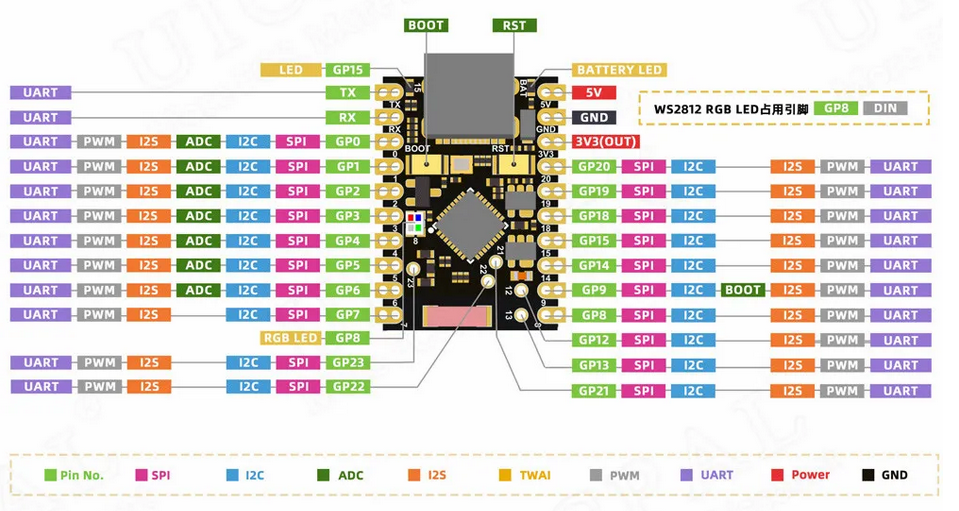 BOOT RST
LED GP15 BATTERY LED
UART TX 5V
WS2812 RGB LED占用引脚 GP8 DIN
UART RX GND
UART PWM I2S ADC I2C SPI GP0 3V3(OUT)
UART PWM I2S ADC I2C SPI GP1 GP20 SPI I2C I2S PWM UART
UART PWM I2S ADC I2C SPI GP2 GP19 SPI I2C I2S PWM UART
UART PWM I2S ADC I2C SPI GP3 GP18 SPI I2C I2S PWM UART
UART PWM I2S ADC I2C SPI GP4 GP15 SPI I2C I2S PWM UART
UART PWM I2S ADC I2C SPI GP5 GP14 SPI I2C I2S PWM UART
UART PWM I2S ADC I2C SPI GP6 GP9 SPI I2C BOOT I2S PWM UART
UART PWM I2S I2C SPI GP7 GP8 SPI I2C I2S PWM UART
RGB LED GP8 GP12 SPI I2C I2S PWM UART
UART PWM I2S I2C SPI GP23 GP13 SPI I2C I2S PWM UART
UART PWM I2S I2C SPI GP22 GP21 SPI I2C I2S PWM UART
15 BAT
TX 5V
RX GND
BOOT RST
0 3V3
1 20
2 19
3 18
8
4 15
21
22
23
5 14
12
6 9
13
7 8
Pin No. SPI I2C ADC I2S TWAI PWM UART Power GND